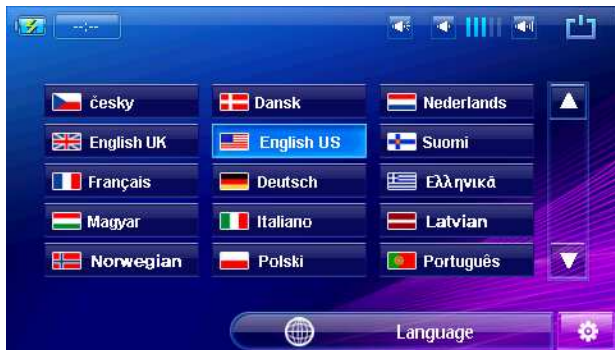 --:--
česky Dansk Nederlands
English UK English US Suomi
Français Deutsch Ελληνικά
Magyar Italiano Latvian
Norwegian Polski Português
Language